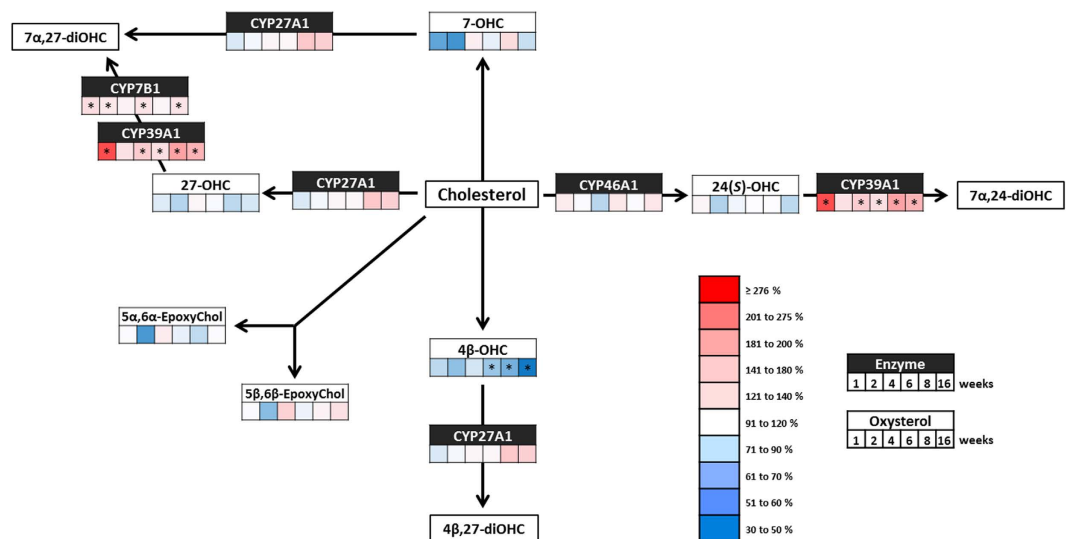 CYP27A1
7-OHC
7α,27-diOHC
CYP7B1
* * * *
CYP39A1
* * * * *
27-OHC
CYP27A1
Cholesterol
CYP46A1
24(S)-OHC
CYP39A1
* * * * *
7α,24-diOHC
5α,6α-EpoxyChol
4β-OHC
* * *
5β,6β-EpoxyChol
CYP27A1
4β,27-diOHC
≥ 276 %
201 to 275 %
181 to 200 %
141 to 180 %
121 to 140 %
91 to 120 %
71 to 90 %
61 to 70 %
51 to 60 %
30 to 50 %
Enzyme
1 2 4 6 8 16 weeks
Oxysterol
1 2 4 6 8 16 weeks